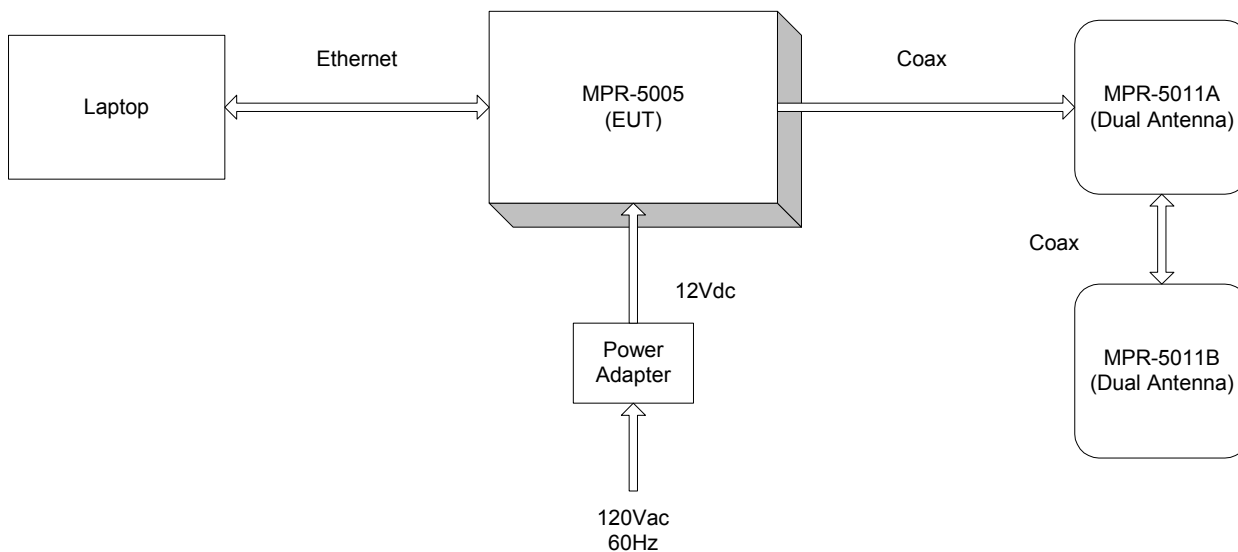 Laptop
Ethernet
MPR-5005
(EUT)
Coax
MPR-5011A
(Dual Antenna)
Coax
MPR-5011B
(Dual Antenna)
12Vdc
Power
Adapter
120Vac
60Hz